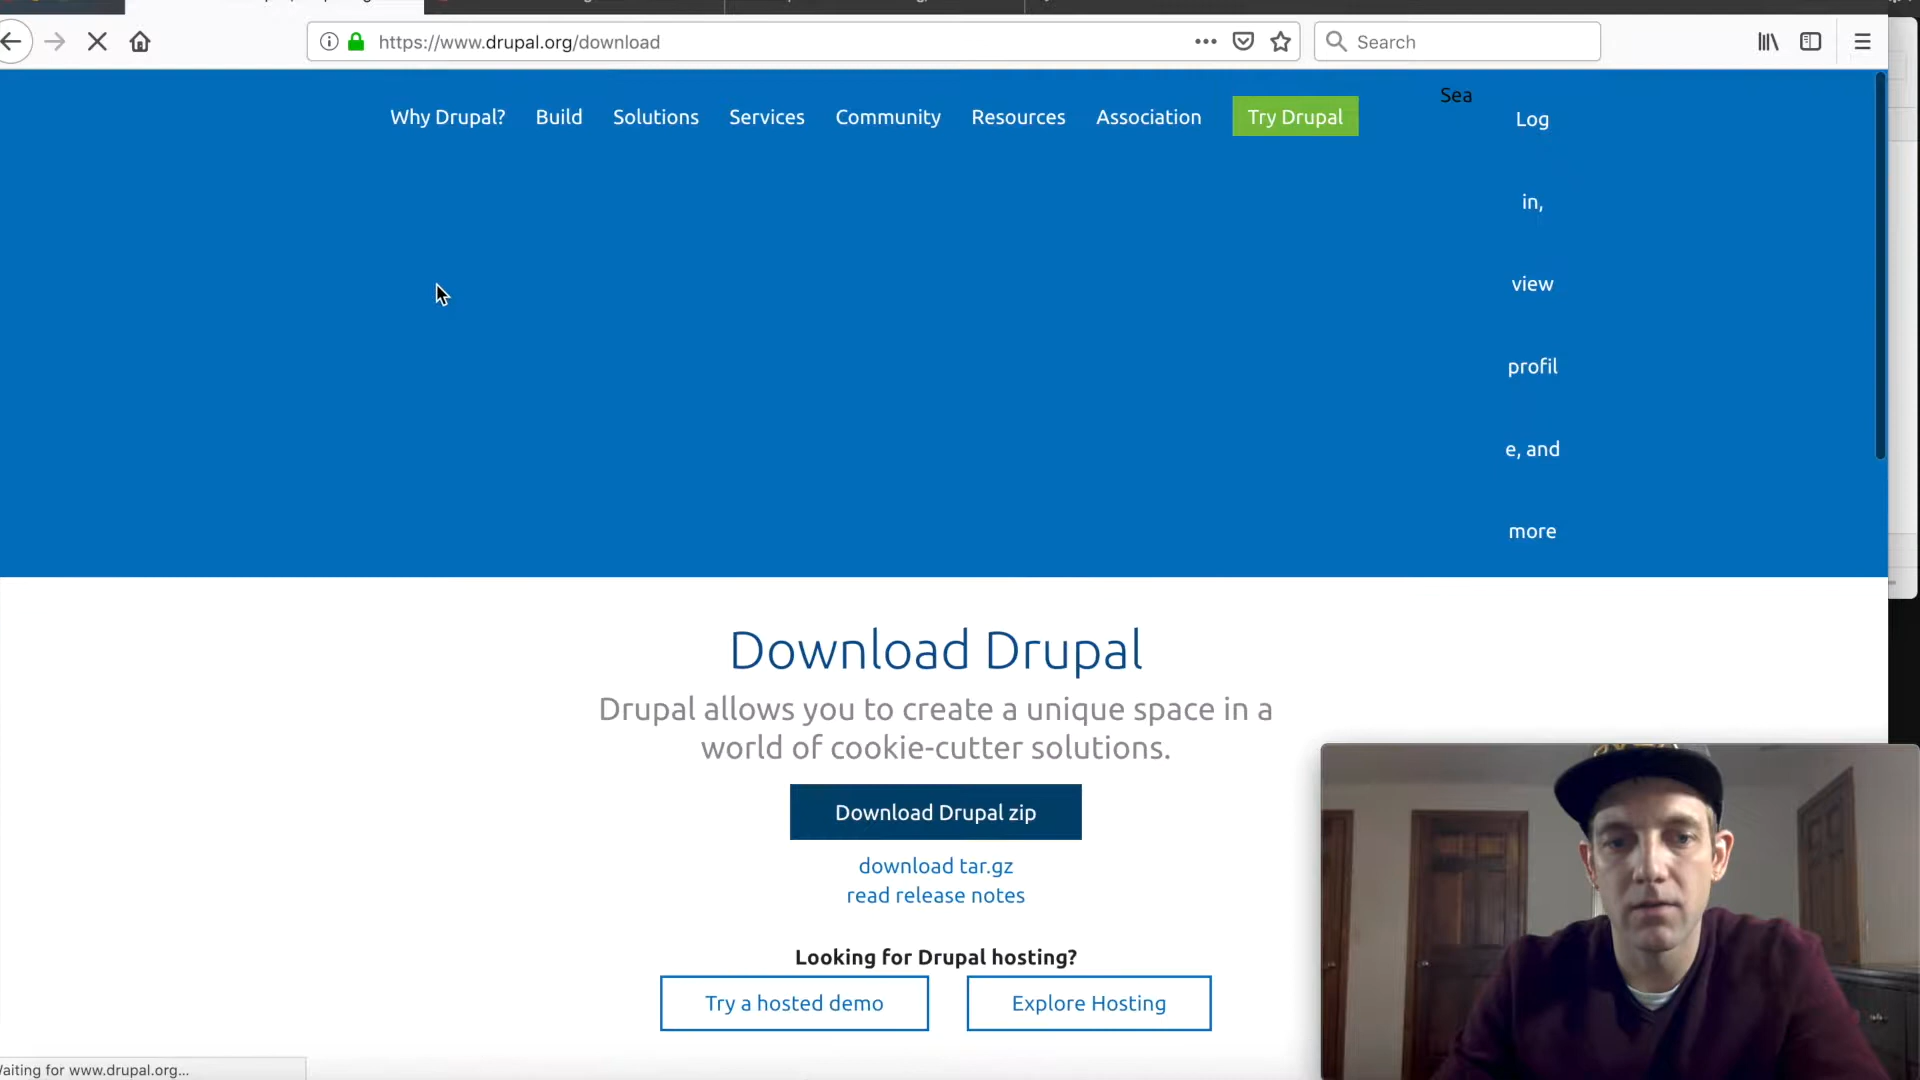 https://www.drupal.org/download
Search
Why Drupal? Build Solutions Services Community Resources Association Try Drupal
Sea
Log
in,
view
profil
e, and
more
Download Drupal
Drupal allows you to create a unique space in a
world of cookie-cutter solutions.
Download Drupal zip
download tar.gz
read release notes
Looking for Drupal hosting?
Try a hosted demo Explore Hosting
aiting for www.drupal.org...